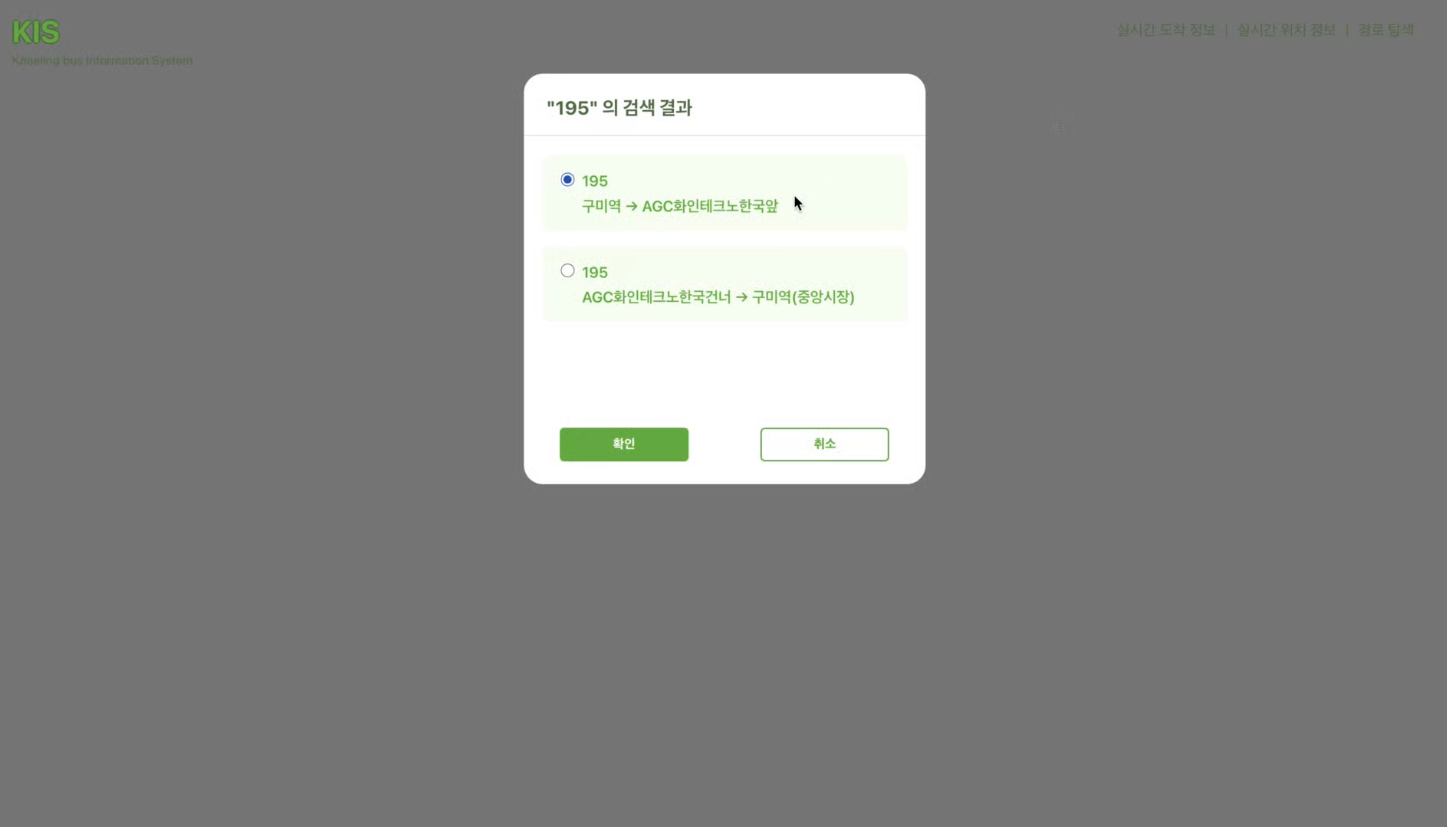 KIS
Kneeling bus Information System
실시간 도착 정보 | 실시간 위치 정보 | 경로 탐색
"195" 의 검색 결과
195
구미역 → AGC화인테크노한국앞
195
AGC화인테크노한국건너 → 구미역(중앙시장)
확인
취소